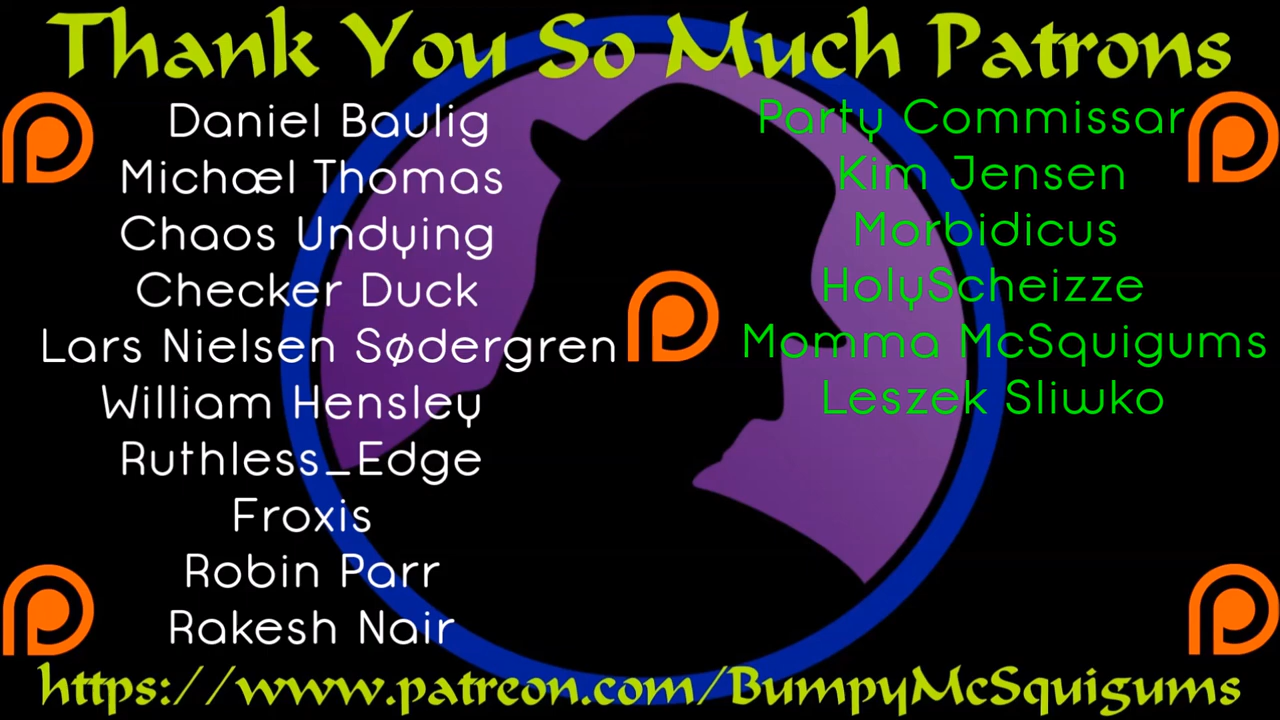 Thank You So Much Patrons
Daniel Baulig
Michael Thomas
Chaos Undying
Checker Duck
Lars Nielsen Sødergren
William Hensley
Ruthless_Edge
Froxis
Robin Parr
Rakesh Nair
Party Commissar
Kim Jensen
Morbidicus
HolyScheizze
Momma McSquigums
Leszek Sliwko
https://www.patreon.com/BumpyMcSquigums